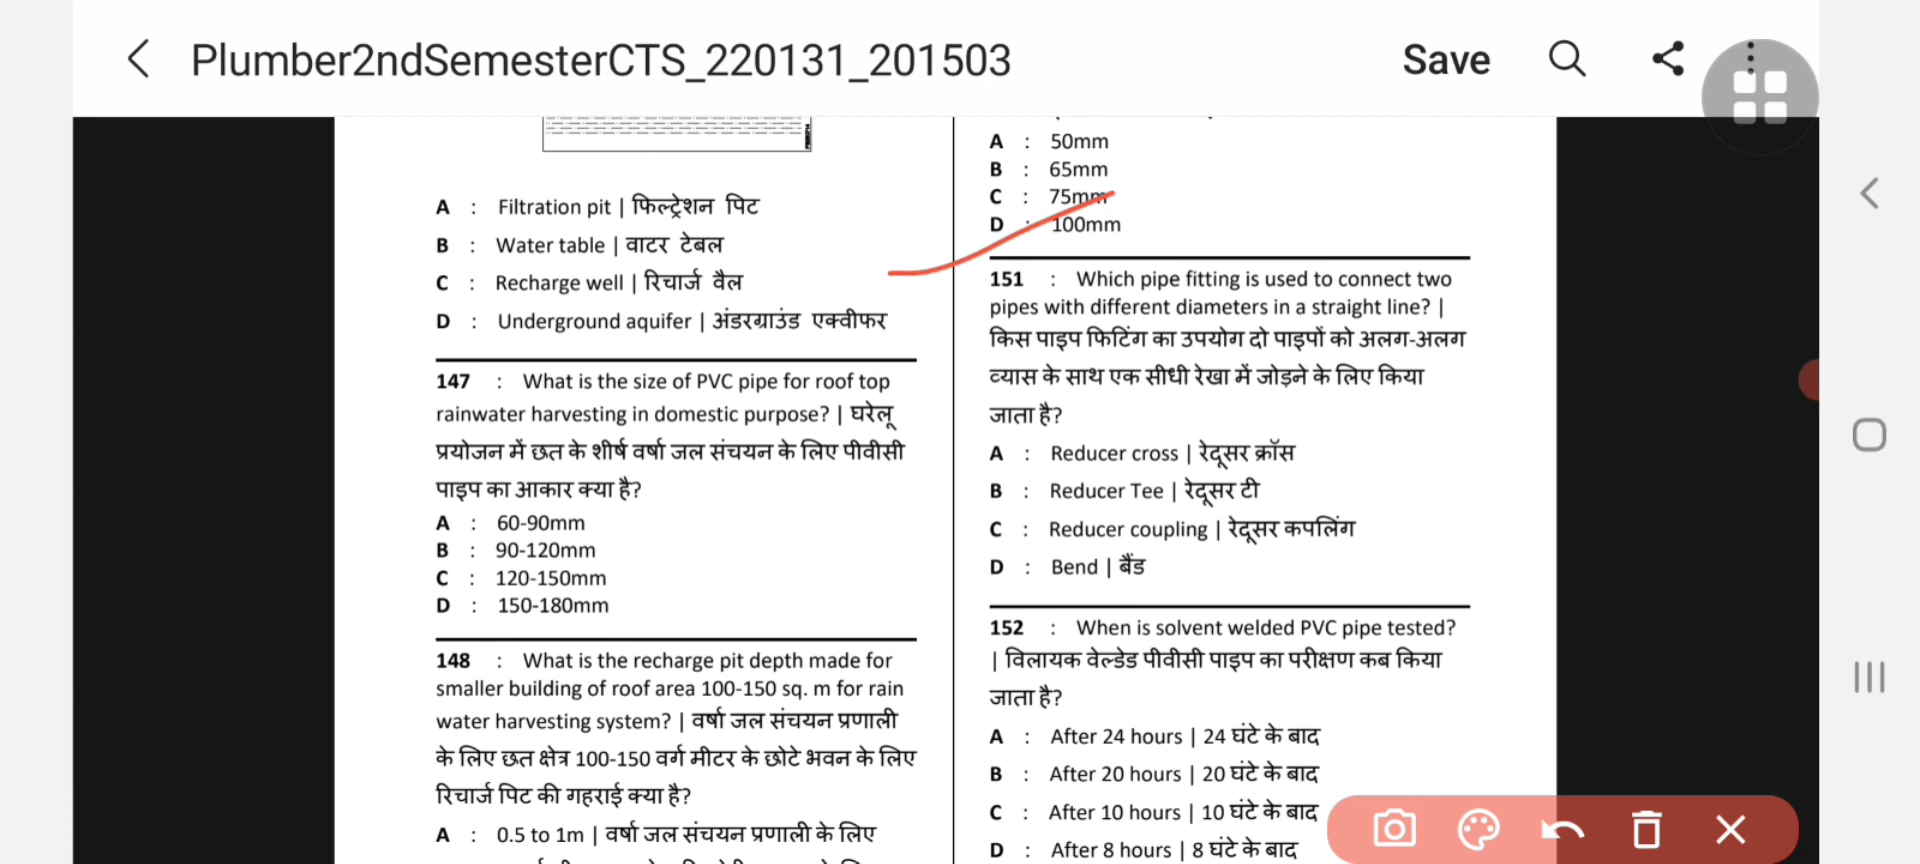 Plumber2ndSemesterCTS_220131_201503
Save
A : Filtration pit | फिल्ट्रेशन पिट
B : Water table | वाटर टेबल
C : Recharge well | रिचार्ज वैल
D : Underground aquifer | अंडरग्राउंड एक्वीफर
147 : What is the size of PVC pipe for roof top
rainwater harvesting in domestic purpose? | घरेलू
प्रयोजन में छत के शीर्ष वर्षा जल संचयन के लिए पीवीसी
पाइप का आकार क्या है?
A : 60-90mm
B : 90-120mm
C : 120-150mm
D : 150-180mm
148 : What is the recharge pit depth made for
smaller building of roof area 100-150 sq. m for rain
water harvesting system? | वर्षा जल संचयन प्रणाली
के लिए छत क्षेत्र 100-150 वर्ग मीटर के छोटे भवन के लिए
रिचार्ज पिट की गहराई क्या है?
A : 0.5 to 1m | वर्षा जल संचयन प्रणाली के लिए
A : 50mm
B : 65mm
C : 75mm
D : 100mm
151 : Which pipe fitting is used to connect two
pipes with different diameters in a straight line? |
किस पाइप फिटिंग का उपयोग दो पाइपों को अलग-अलग
व्यास के साथ एक सीधी रेखा में जोड़ने के लिए किया
जाता है?
A : Reducer cross | रेदूसर क्रॉस
B : Reducer Tee | रेदूसर टी
C : Reducer coupling | रेदूसर कपलिंग
D : Bend | बैंड
152 : When is solvent welded PVC pipe tested?
| विलायक वेल्डेड पीवीसी पाइप का परीक्षण कब किया
जाता है?
A : After 24 hours | 24 घंटे के बाद
B : After 20 hours | 20 घंटे के बाद
C : After 10 hours | 10 घंटे के बाद
D : After 8 hours | 8 घंटे के बाद